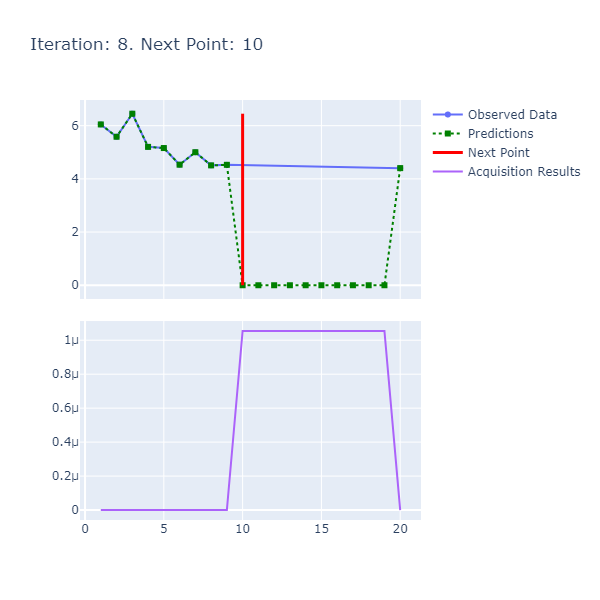 Iteration: 8. Next Point: 10
Observed Data
Predictions
Next Point
Acquisition Results
6
4
2
0
1μ
0.8μ
0.6μ
0.4μ
0.2μ
0
0 5 10 15 20